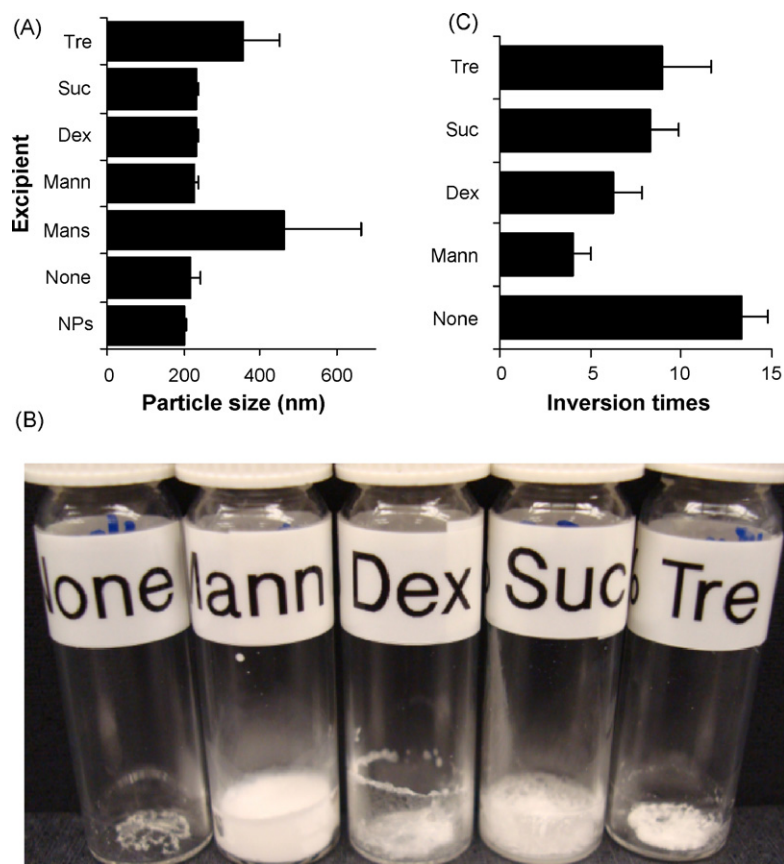 (A)
Excipient
Tre
Suc
Dex
Mann
Mans
None
NPs
0 200 400 600
Particle size (nm)
(C)
Tre
Suc
Dex
Mann
None
0 5 10 15
Inversion times
(B)
None Mann Dex Suc Tre